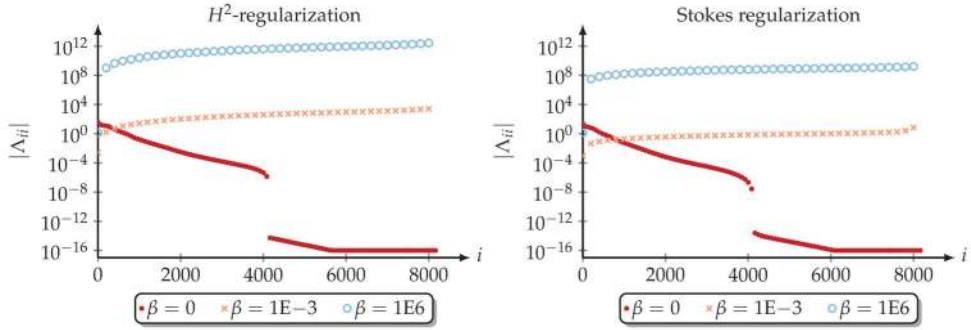 H²-regularization
Stokes regularization
|Λii|
10¹²
10⁸
10⁴
10⁰
10⁻⁴
10⁻⁸
10⁻¹²
10⁻¹⁶
0
2000
4000
6000
8000
i
β = 0
β = 1E−3
β = 1E6
|Λii|
10¹²
10⁸
10⁴
10⁰
10⁻⁴
10⁻⁸
10⁻¹²
10⁻¹⁶
0
2000
4000
6000
8000
i
β = 0
β = 1E−3
β = 1E6